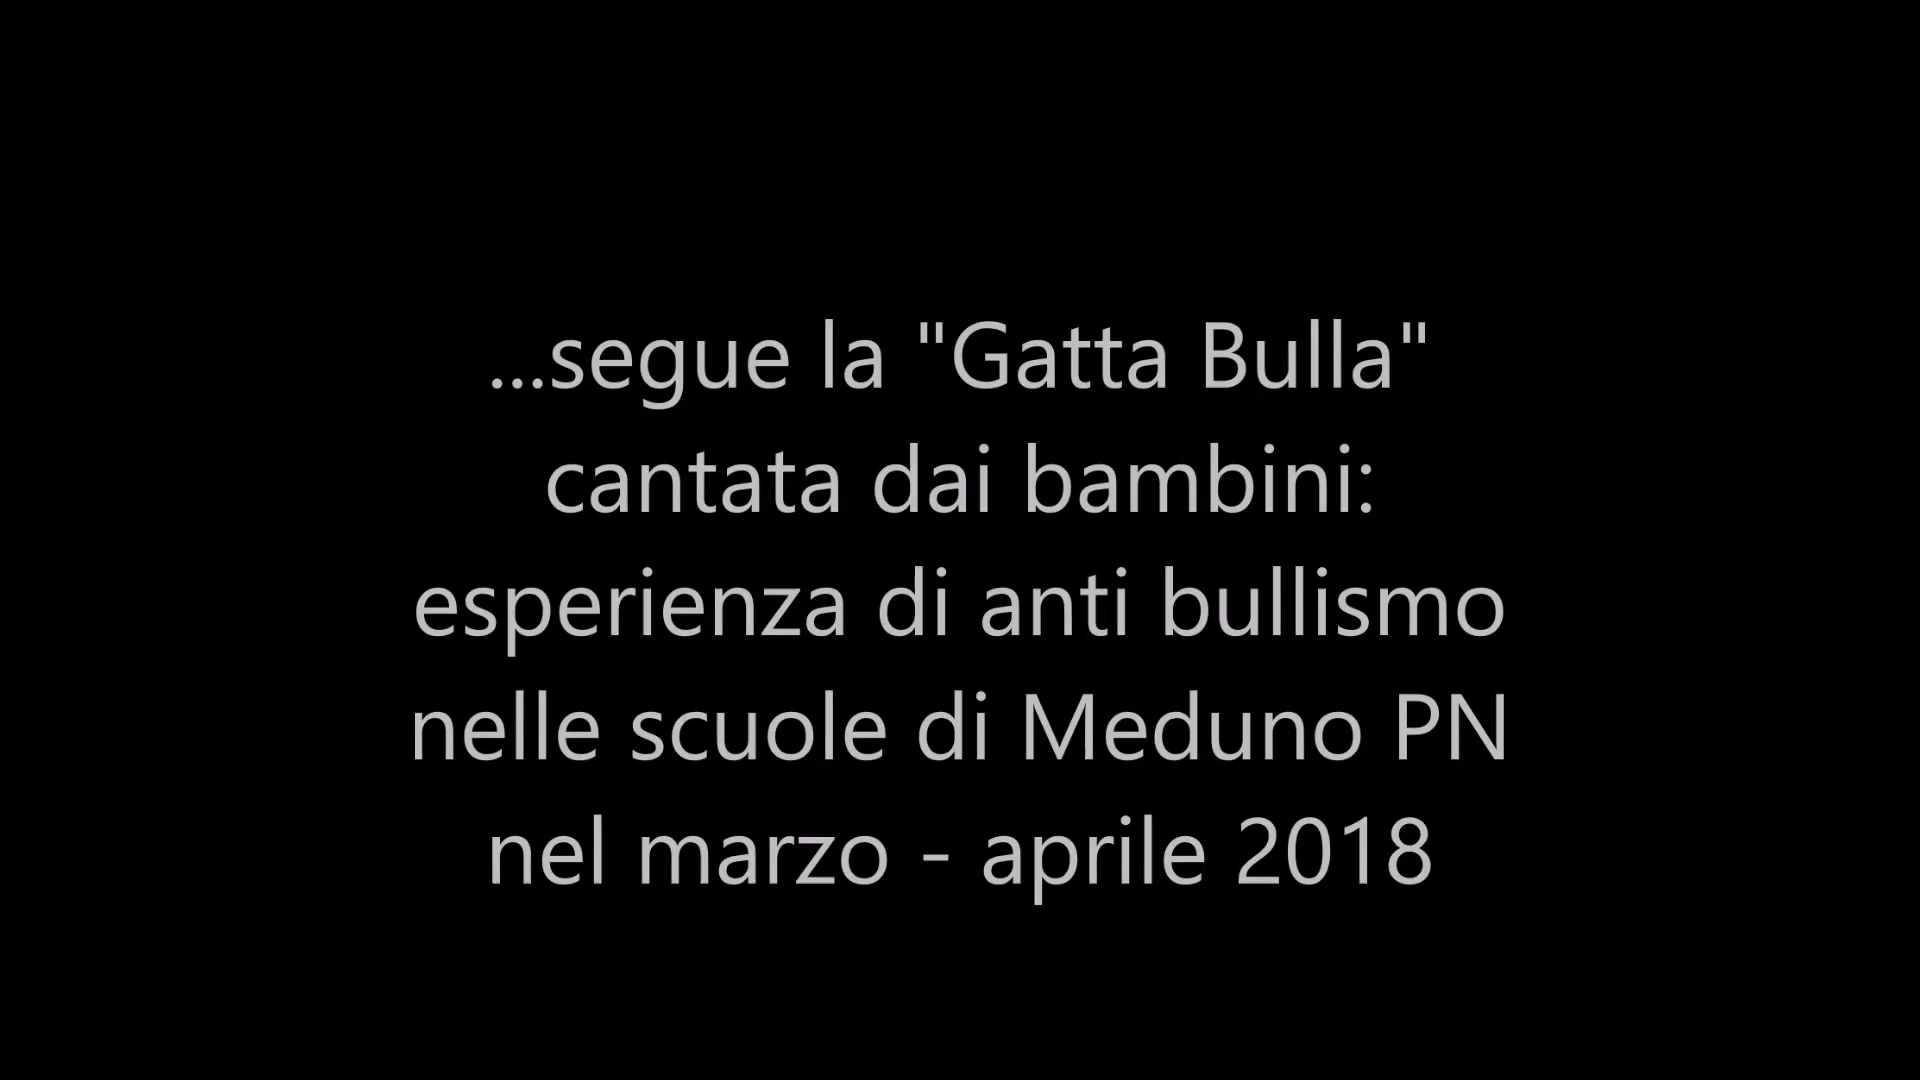 ...segue la "Gatta Bulla"
cantata dai bambini:
esperienza di anti bullismo
nelle scuole di Meduno PN
nel marzo - aprile 2018